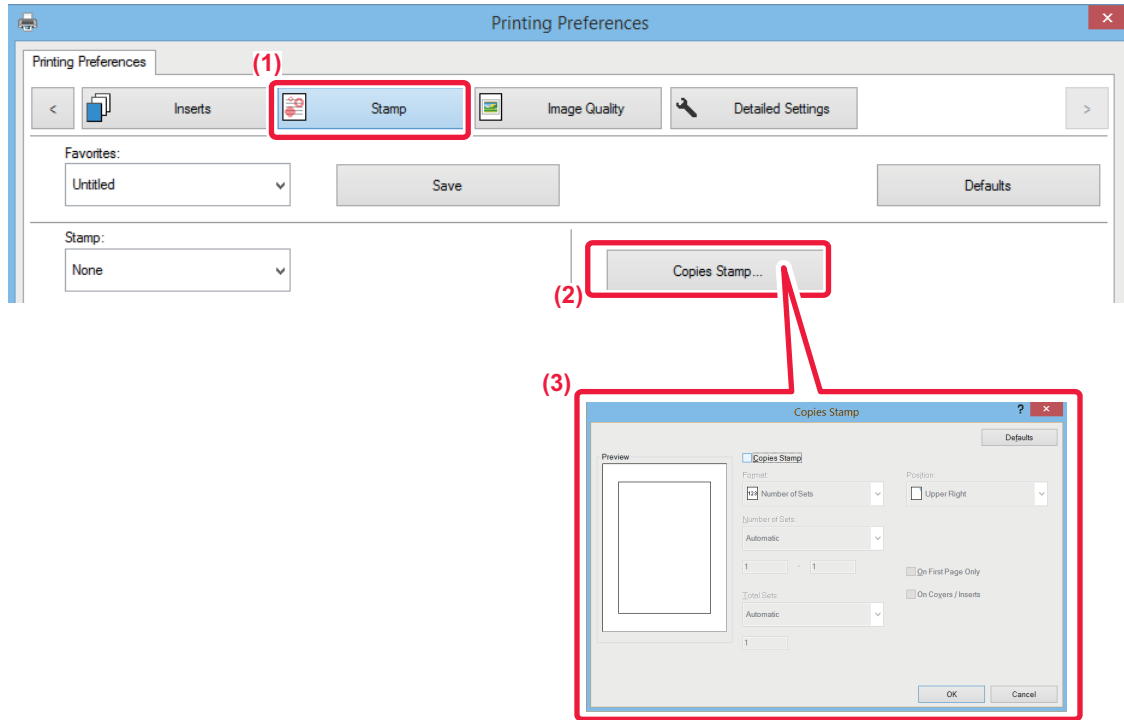 Printing Preferences
×
Printing Preferences
(1)
<
Inserts
Stamp
Image Quality
Detailed Settings
>
Favorites:
Untitled
Save
Defaults
Stamp:
None
Copies Stamp...
(2)
(3)
Copies Stamp
? ×
Defaults
Preview
Copies Stamp
Format:
Position:
123 Number of Sets
Upper Right
Number of Sets:
Automatic
1 - 1
On First Page Only
Total Sets:
On Covers / Inserts
Automatic
1
OK
Cancel